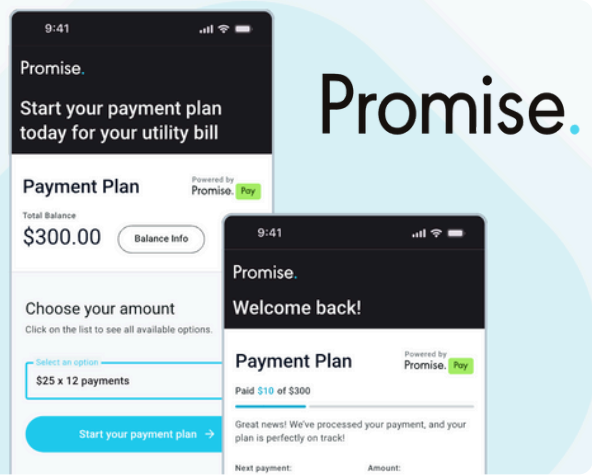 9:41
Promise.
Start your payment plan
today for your utility bill
Payment Plan
Powered by
Promise. Pay
Total Balance
$300.00
Balance Info
Choose your amount
Click on the list to see all available options.
Select an option
$25 x 12 payments
Start your payment plan →
Promise.
9:41
Promise.
Welcome back!
Payment Plan
Powered by
Promise. Pay
Paid $10 of $300
Great news! We've processed your payment, and your
plan is perfectly on track!
Next payment:
Amount: